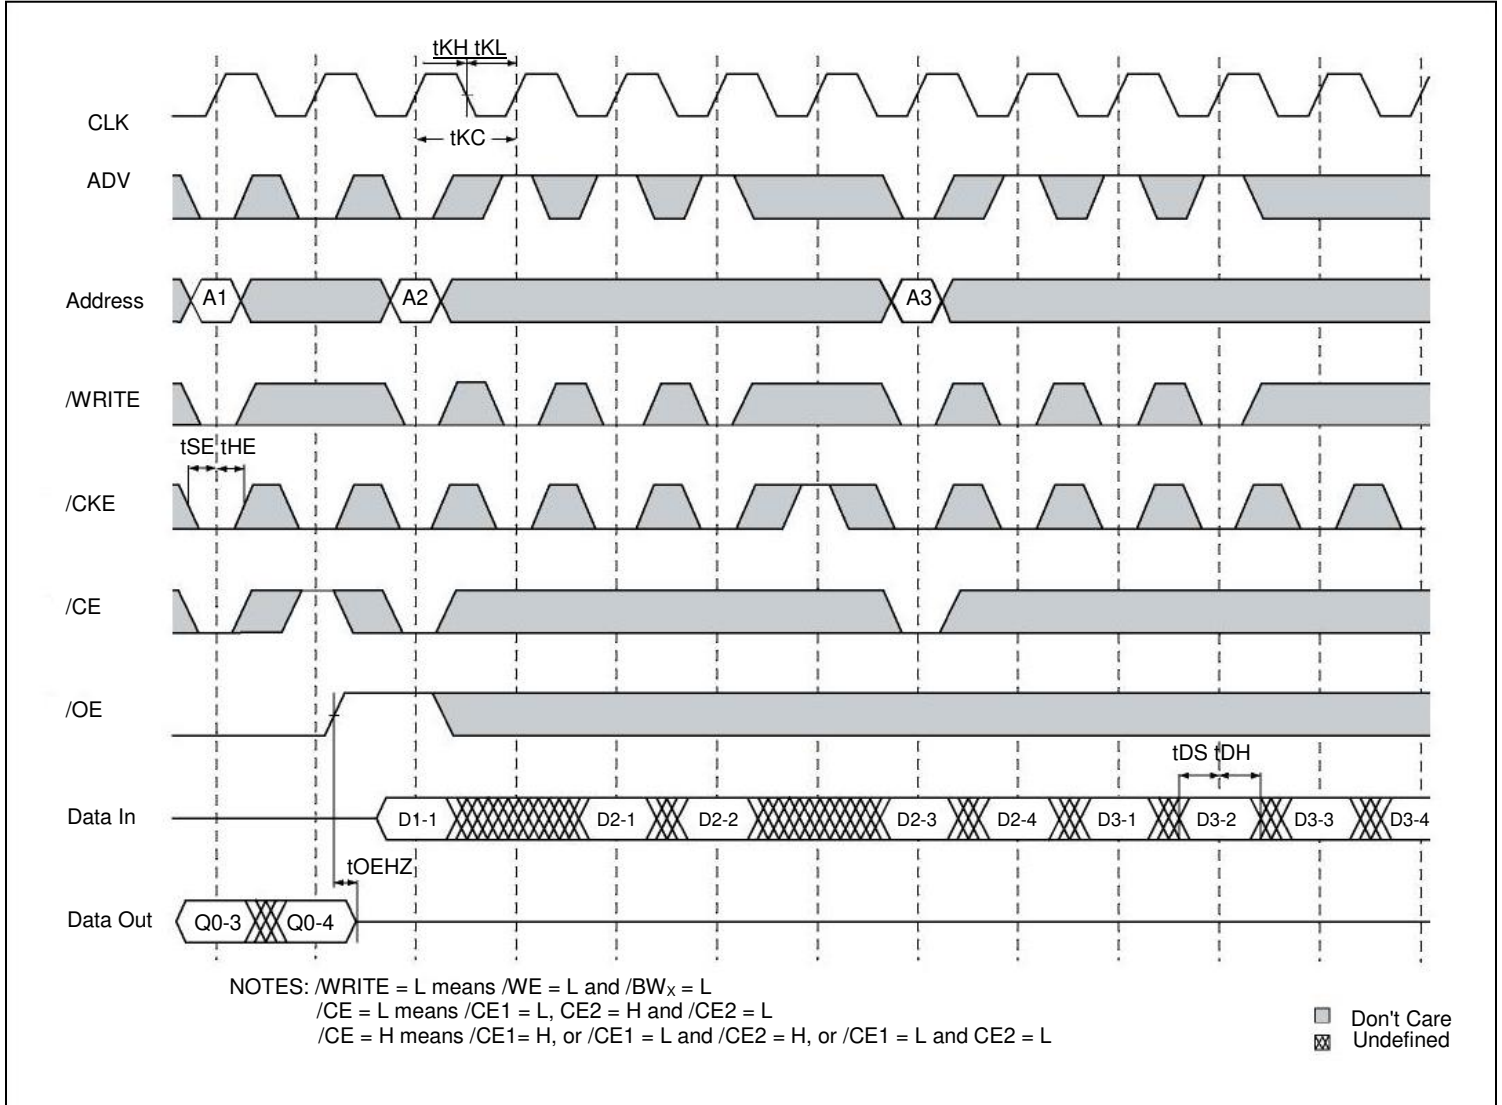 tKH tKL
CLK
tKC
ADV
Address A1 A2 A3
/WRITE
tSE tHE
/CKE
/CE
/OE
tDS tDH
Data In D1-1 D2-1 D2-2 D2-3 D2-4 D3-1 D3-2 D3-3 D3-4
tOEHZ
Data Out Q0-3 Q0-4
NOTES: /WRITE = L means /WE = L and /BWX = L
/CE = L means /CE1 = L, CE2 = H and /CE2 = L
/CE = H means /CE1= H, or /CE1 = L and /CE2 = H, or /CE1 = L and CE2 = L
Don't Care
Undefined